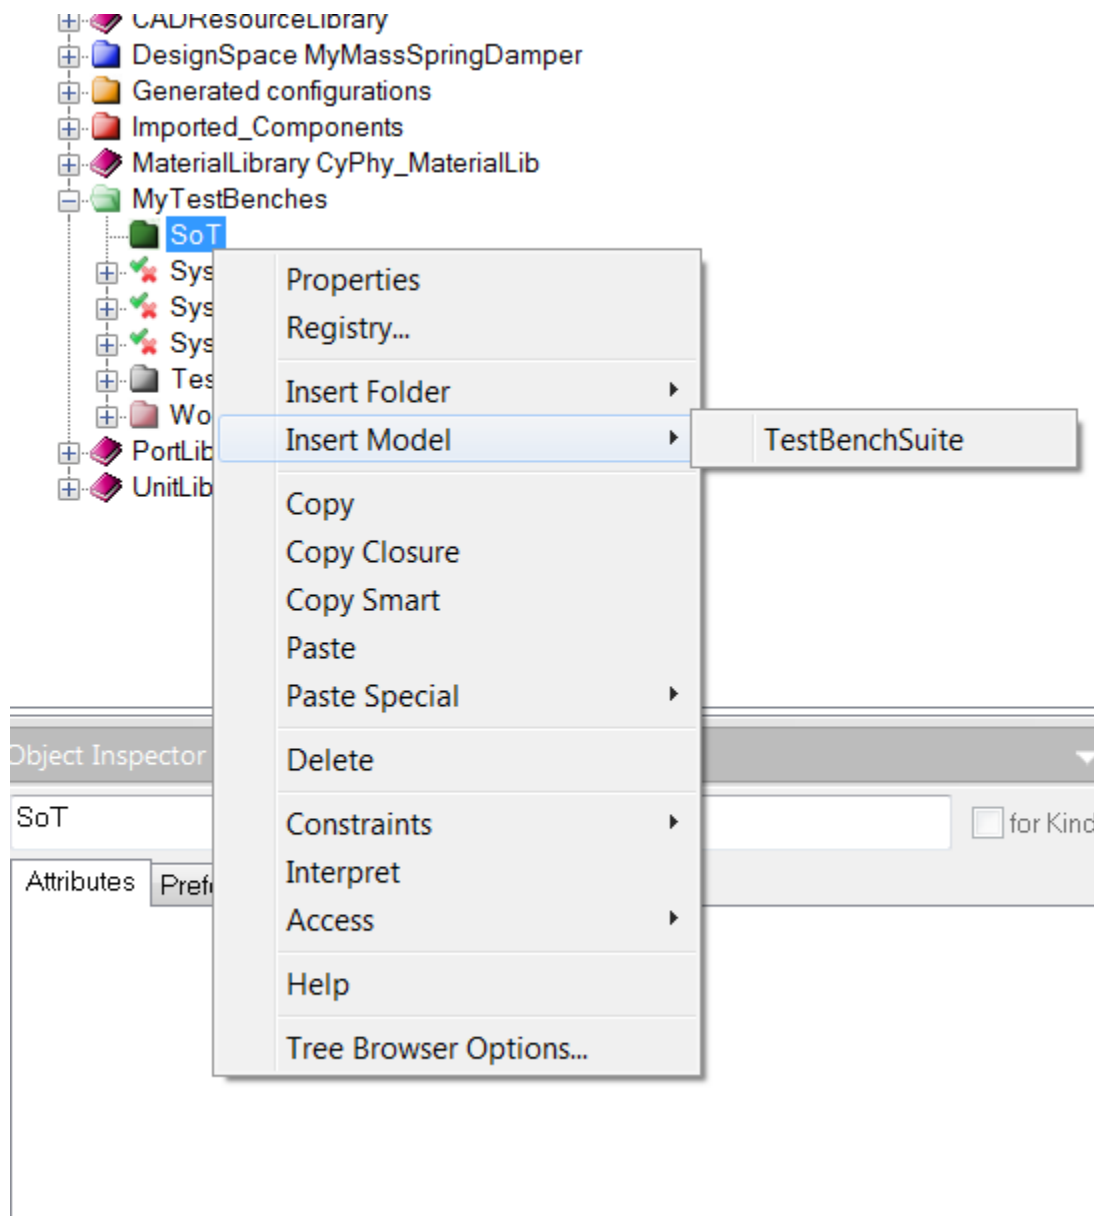 CADResourceLibrary
DesignSpace MyMassSpringDamper
Generated configurations
Imported_Components
MaterialLibrary CyPhy_MaterialLib
MyTestBenches
SoT
Sys
Sys
Sys
Tes
Wo
PortLib
UnitLib
Properties
Registry...
Insert Folder
Insert Model
TestBenchSuite
Copy
Copy Closure
Copy Smart
Paste
Paste Special
Delete
Constraints
Interpret
Access
Help
Tree Browser Options...
Object Inspector
SoT
for Kind
Attributes
Pref